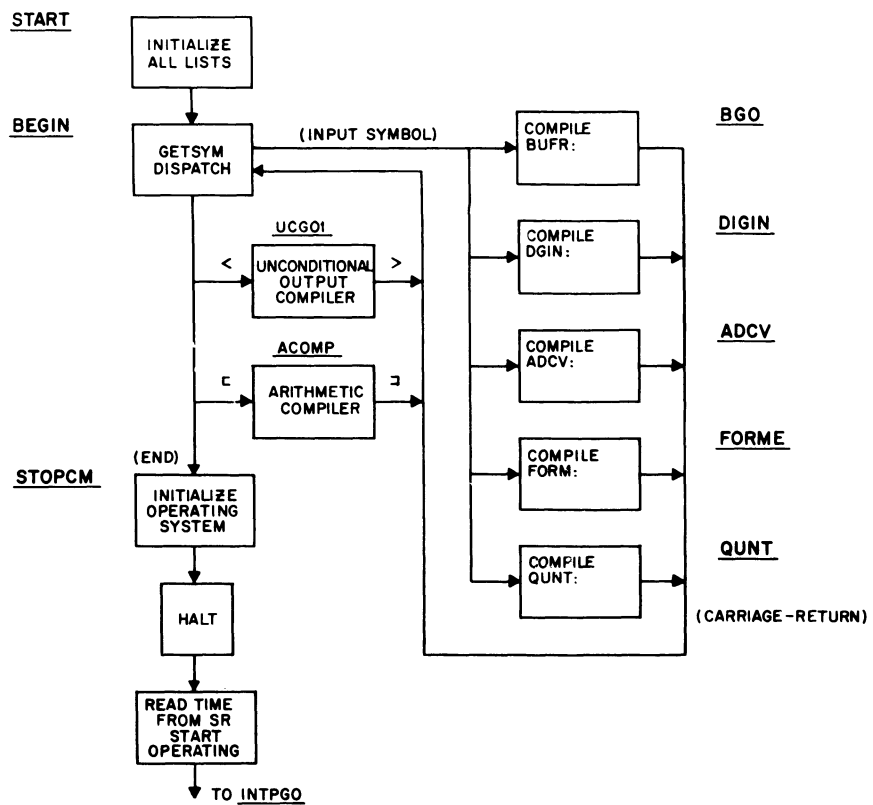 START
INITIALIZE
ALL LISTS
BEGIN
GETSYM
DISPATCH
(INPUT SYMBOL)
COMPILE
BUFR:
BGO
UCGO1
<
UNCONDITIONAL
OUTPUT
COMPILER
>
COMPILE
DGIN:
DIGIN
ACOMP
⊏
ARITHMETIC
COMPILER
⊐
COMPILE
ADCV:
ADCV
COMPILE
FORM:
FORME
(END)
STOPCM
INITIALIZE
OPERATING
SYSTEM
COMPILE
QUNT:
QUNT
(CARRIAGE-RETURN)
HALT
READ TIME
FROM SR
START
OPERATING
TO INTPGO